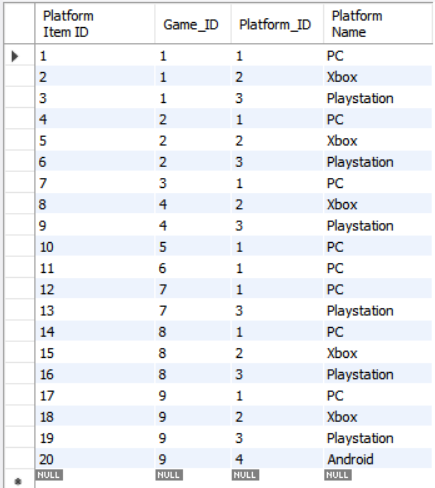 Platform Item ID Game_ID Platform_ID Platform Name
1 1 1 PC
2 1 2 Xbox
3 1 3 Playstation
4 2 1 PC
5 2 2 Xbox
6 2 3 Playstation
7 3 1 PC
8 4 2 Xbox
9 4 3 Playstation
10 5 1 PC
11 6 1 PC
12 7 1 PC
13 7 3 Playstation
14 8 1 PC
15 8 2 Xbox
16 8 3 Playstation
17 9 1 PC
18 9 2 Xbox
19 9 3 Playstation
20 9 4 Android
NULL NULL NULL NULL